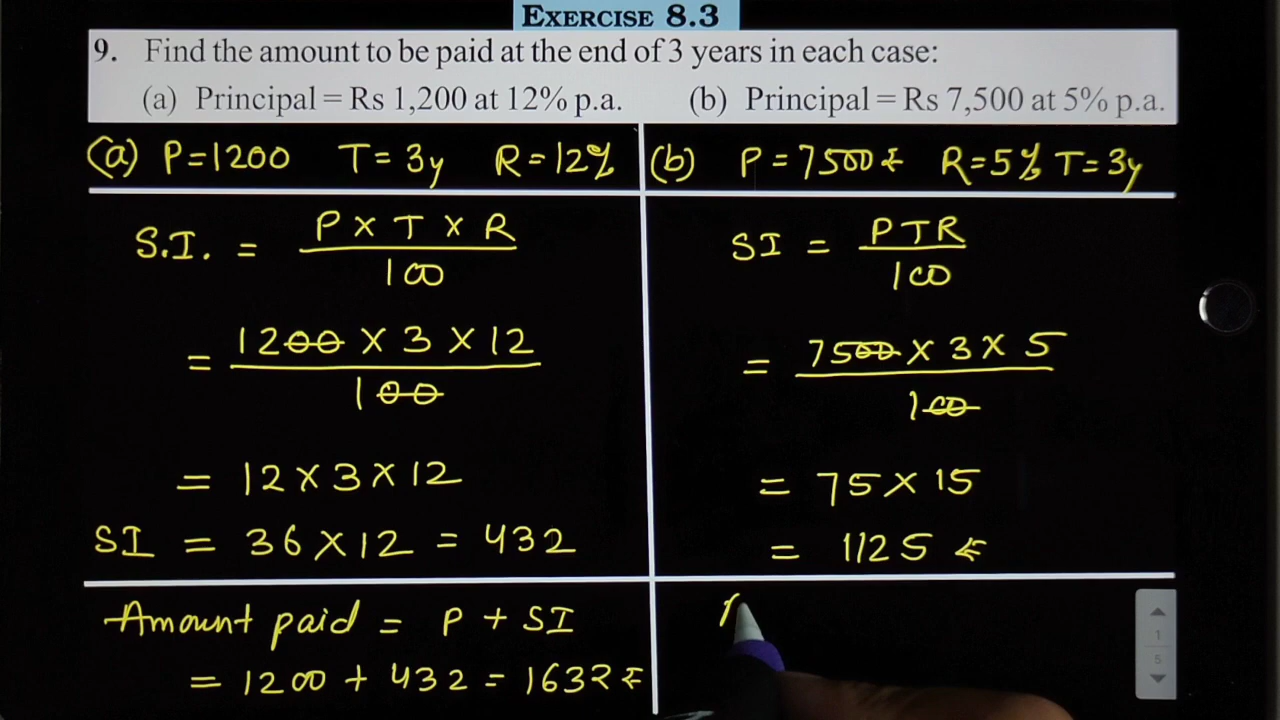 EXERCISE 8.3
9. Find the amount to be paid at the end of 3 years in each case:
(a) Principal = Rs 1,200 at 12% p.a. (b) Principal = Rs 7,500 at 5% p.a.
(a) P=1200 T=3y R=12%
S.I. = P × T × R
100
= 1200 × 3 × 12
100
= 12×3×12
SI = 36×12 = 432
Amount paid = P + SI
= 1200 + 432 = 1632₹
(b) P=7500₹ R=5% T=3y
SI = PTR
100
= 7500 × 3 × 5
100
= 75×15
= 1125 ₹
1
5